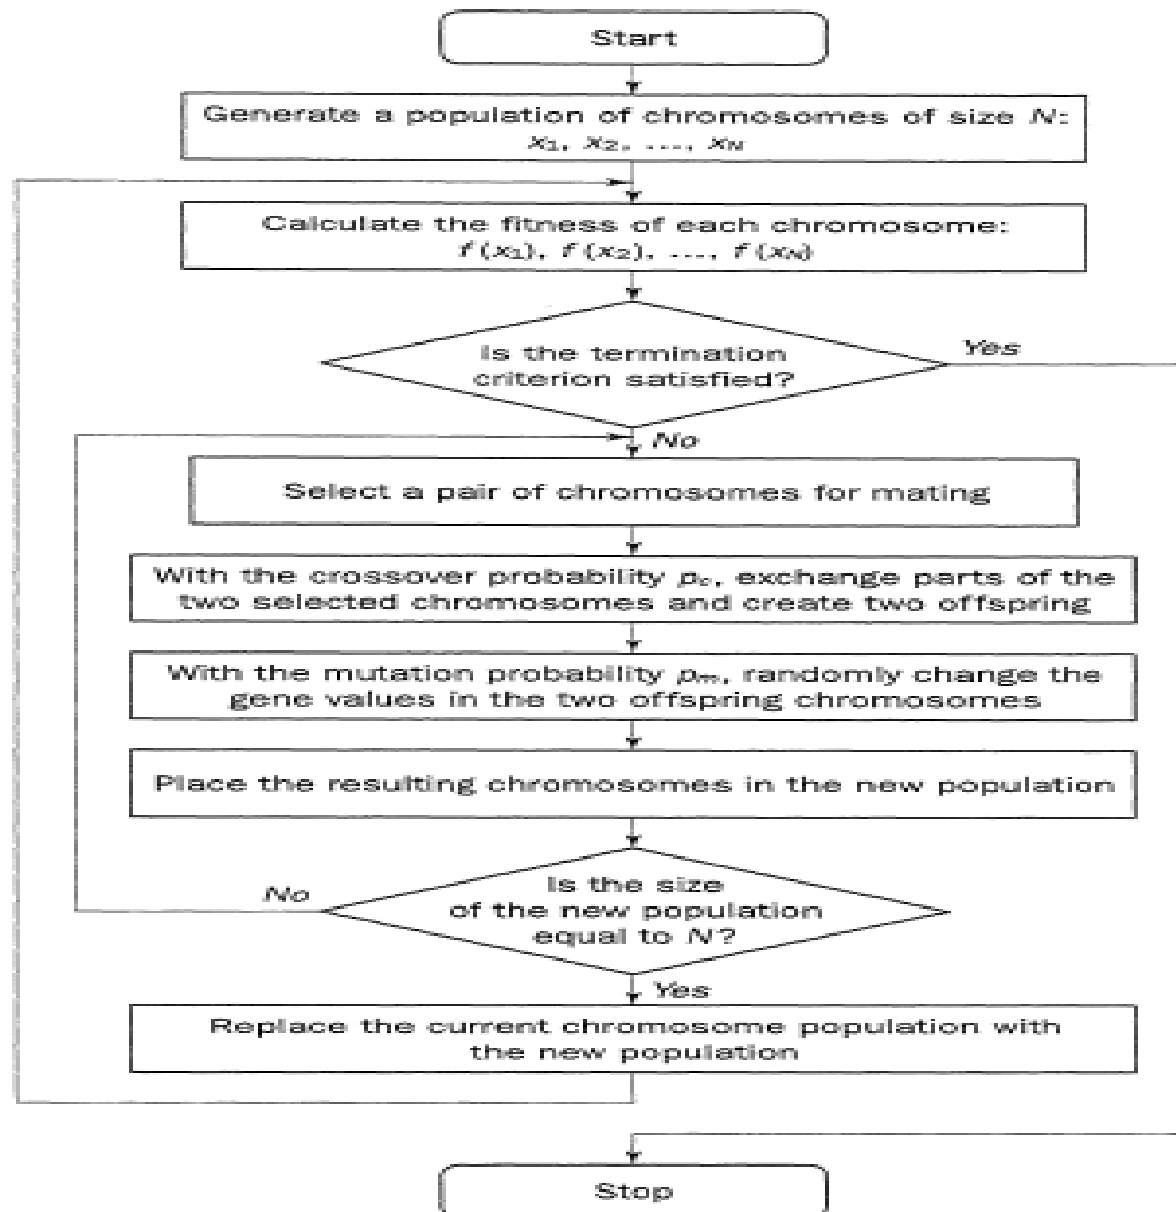 Start
Generate a population of chromosomes of size N:
x₁, x₂, ...., x_N
Calculate the fitness of each chromosome:
f(x₁), f(x₂), ...., f(x_N)
Is the termination
criterion satisfied?
Yes
No
Select a pair of chromosomes for mating
With the crossover probability p_c, exchange parts of the
two selected chromosomes and create two offspring
With the mutation probability p_m, randomly change the
gene values in the two offspring chromosomes
Place the resulting chromosomes in the new population
No
Is the size
of the new population
equal to N?
Yes
Replace the current chromosome population with
the new population
Stop